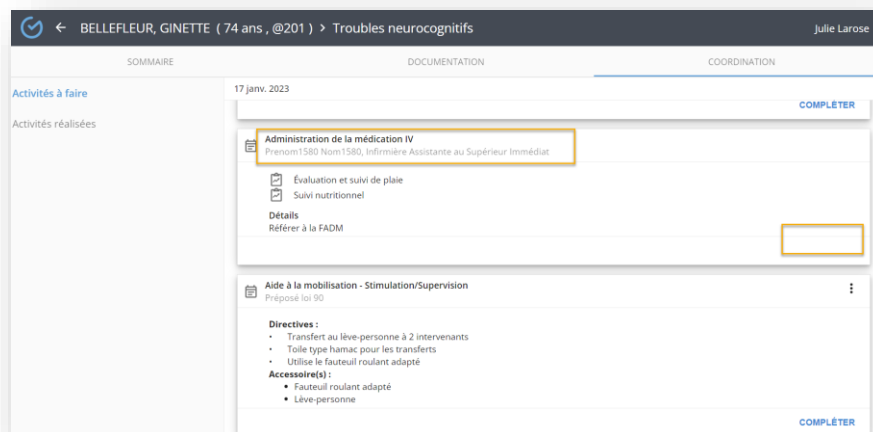 BELLEFLEUR, GINETTE ( 74 ans , @201 ) > Troubles neurocognitifs
Julie Larose
SOMMAIRE
DOCUMENTATION
COORDINATION
Activités à faire
Activités réalisées
17 janv. 2023
COMPLÉTER
Administration de la médication IV
Prenom1580 Nom1580, Infirmière Assistante au Supérieur Immédiat
Évaluation et suivi de plaie
Suivi nutritionnel
Détails
Référer à la FADM
Aide à la mobilisation - Stimulation/Supervision
Préposé loi 90
Directives :
• Transfert au lève-personne à 2 intervenants
• Toile type hamac pour les transferts
• Utilise le fauteuil roulant adapté
Accessoire(s) :
• Fauteuil roulant adapté
• Lève-personne
COMPLÉTER